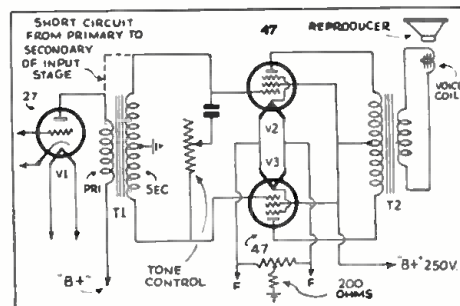 SHORT CIRCUIT
FROM PRIMARY TO
SECONDARY
OF INPUT
STAGE
47
REPRODUCER
27
VOICE
COIL
V1
PRI
T1
SEC
V2
V3
T2
TONE
CONTROL
47
F
F
200
OHMS
"B+"
"B+" 250V.